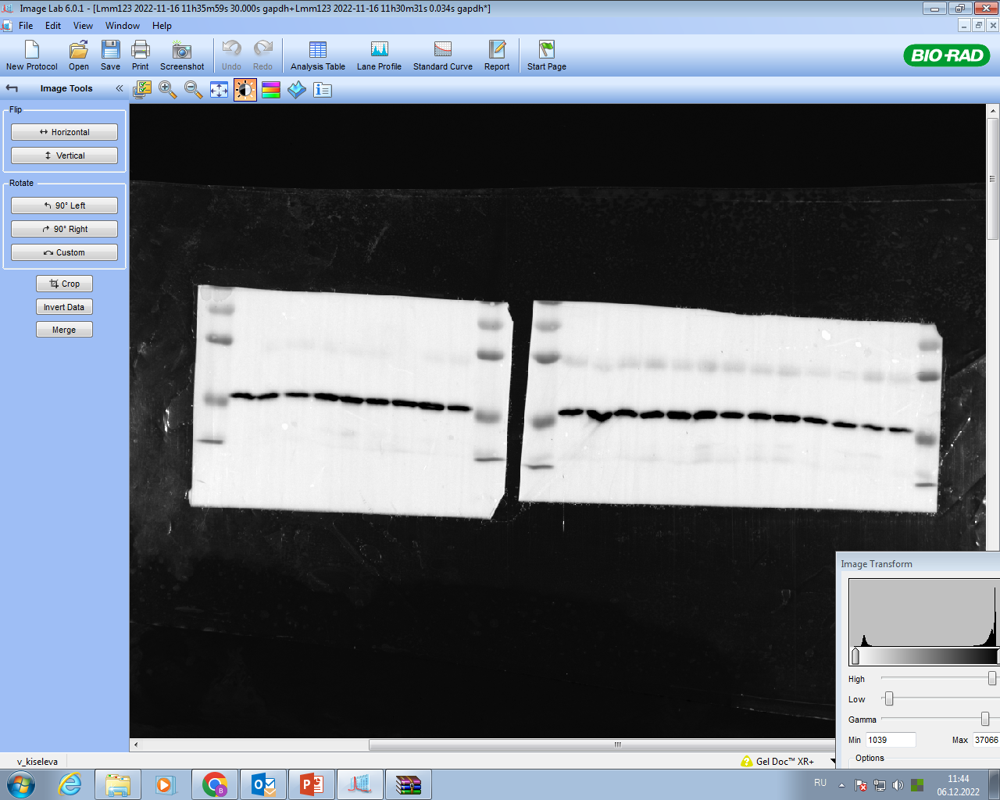 Image Lab 6.0.1 - [Lmm123 2022-11-16 11h35m59s 30.000s gapdh+Lmm123 2022-11-16 11h30m31s 0.034s gapdh*]
File Edit View Window Help
New Protocol Open Save Print Screenshot Undo Redo Analysis Table Lane Profile Standard Curve Report Start Page
BIO-RAD
Image Tools
Flip
Horizontal
Vertical
Rotate
90° Left
90° Right
Custom
Crop
Invert Data
Merge
Image Transform
High
Low
Gamma
Min 1039 Max 37066
Options
v_kiseleva
Gel Doc™ XR+
RU
11:44
06.12.2022